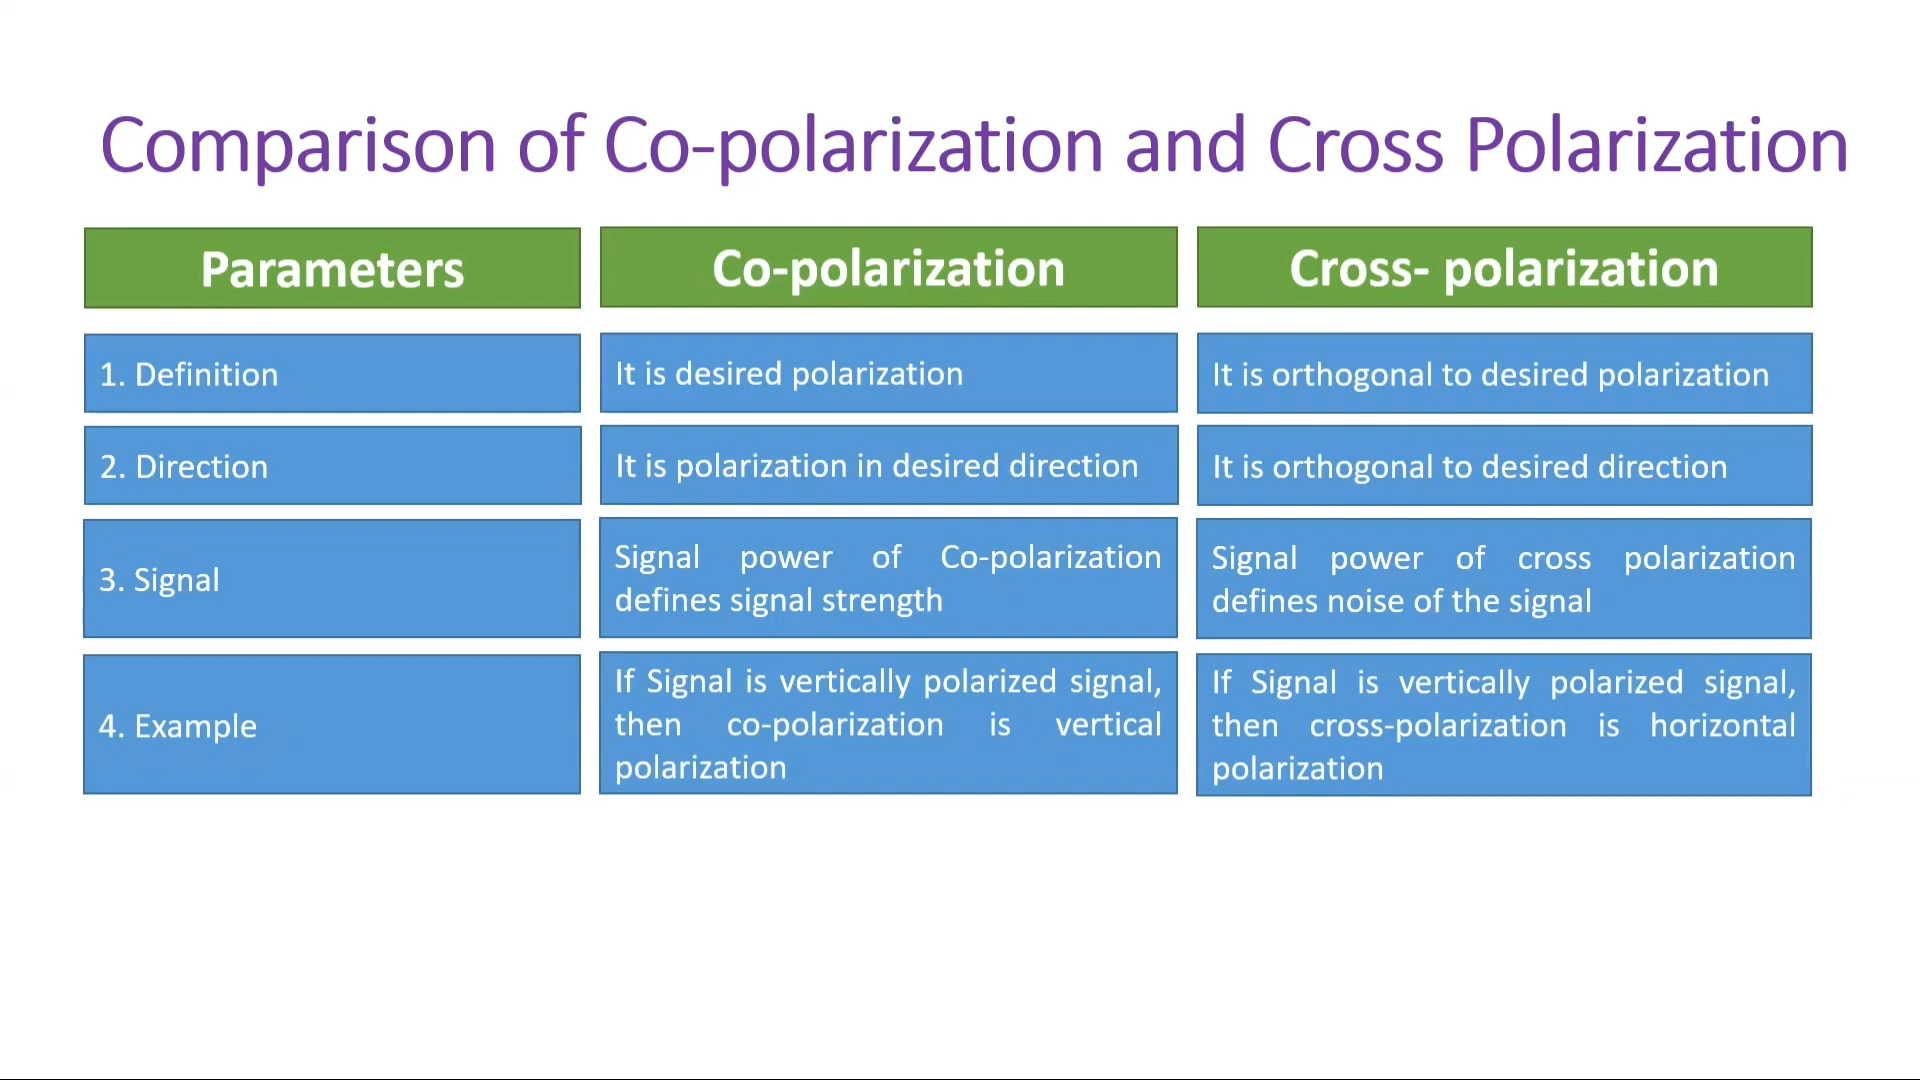 Comparison of Co-polarization and Cross Polarization
Parameters
Co-polarization
Cross- polarization
1. Definition
It is desired polarization
It is orthogonal to desired polarization
2. Direction
It is polarization in desired direction
It is orthogonal to desired direction
3. Signal
Signal power of Co-polarization
defines signal strength
Signal power of cross polarization
defines noise of the signal
4. Example
If Signal is vertically polarized signal,
then co-polarization is vertical
polarization
If Signal is vertically polarized signal,
then cross-polarization is horizontal
polarization